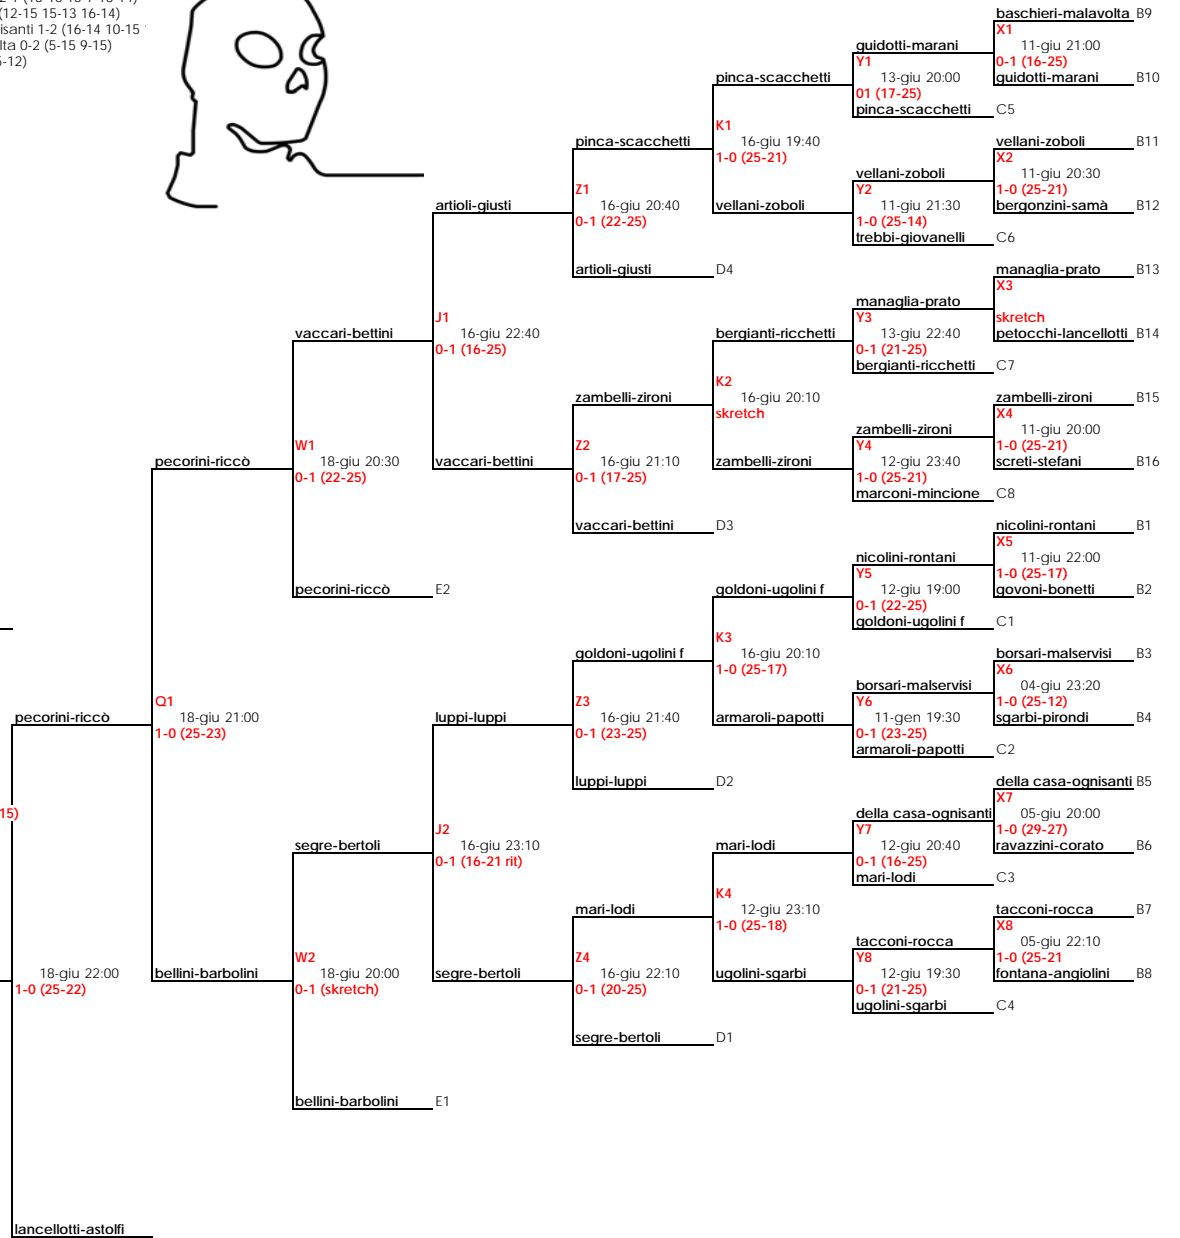 (12-15 15-13 16-14)
isanti 1-2 (16-14 10-15
lta 0-2 (5-15 9-15)
5-12)
baschieri-malavolta B9
X1
11-giu 21:00
0-1 (16-25)
guidotti-marani B10
guidotti-marani
Y1
13-giu 20:00
01 (17-25)
pinca-scacchetti C5
pinca-scacchetti
K1
16-giu 19:40
1-0 (25-21)
vellani-zoboli B11
X2
11-giu 20:30
1-0 (25-21)
bergonzini-samà B12
vellani-zoboli
Y2
11-giu 21:30
1-0 (25-14)
trebbi-giovanelli C6
vellani-zoboli
pinca-scacchetti
Z1
16-giu 20:40
0-1 (22-25)
artioli-giusti D4
artioli-giusti
J1
16-giu 22:40
0-1 (16-25)
managlia-prato B13
X3
skretch
petocchi-lancellotti B14
managlia-prato
Y3
13-giu 22:40
0-1 (21-25)
bergianti-ricchetti C7
bergianti-ricchetti
K2
16-giu 20:10
skretch
zambelli-zironi B15
X4
11-giu 20:00
1-0 (25-21)
screti-stefani B16
zambelli-zironi
Y4
12-giu 23:40
1-0 (25-21)
marconi-mincione C8
zambelli-zironi
zambelli-zironi
Z2
16-giu 21:10
0-1 (17-25)
vaccari-bettini D3
vaccari-bettini
vaccari-bettini
W1
18-giu 20:30
0-1 (22-25)
pecorini-riccò E2
pecorini-riccò
Q1
18-giu 21:00
1-0 (25-23)
nicolini-rontani B1
X5
11-giu 22:00
1-0 (25-17)
govoni-bonetti B2
nicolini-rontani
Y5
12-giu 19:00
0-1 (22-25)
goldoni-ugolini f C1
goldoni-ugolini f
K3
16-giu 20:10
1-0 (25-17)
borsari-malservisi B3
X6
04-giu 23:20
1-0 (25-12)
sgarbi-pirondi B4
borsari-malservisi
Y6
11-gen 19:30
0-1 (23-25)
armaroli-papotti C2
armaroli-papotti
goldoni-ugolini f
Z3
16-giu 21:40
0-1 (23-25)
luppi-luppi D2
luppi-luppi
J2
16-giu 23:10
0-1 (16-21 rit)
della casa-ognisanti B5
X7
05-giu 20:00
1-0 (29-27)
ravazzini-corato B6
della casa-ognisanti
Y7
12-giu 20:40
0-1 (16-25)
mari-lodi C3
mari-lodi
K4
12-giu 23:10
1-0 (25-18)
tacconi-rocca B7
X8
05-giu 22:10
1-0 (25-21
fontana-angiolini B8
tacconi-rocca
Y8
12-giu 19:30
0-1 (21-25)
ugolini-sgarbi C4
ugolini-sgarbi
mari-lodi
Z4
16-giu 22:10
0-1 (20-25)
segre-bertoli D1
segre-bertoli
segre-bertoli
W2
18-giu 20:00
0-1 (skretch)
bellini-barbolini E1
bellini-barbolini
pecorini-riccò
15)
18-giu 22:00
1-0 (25-22)
lancellotti-astolfi